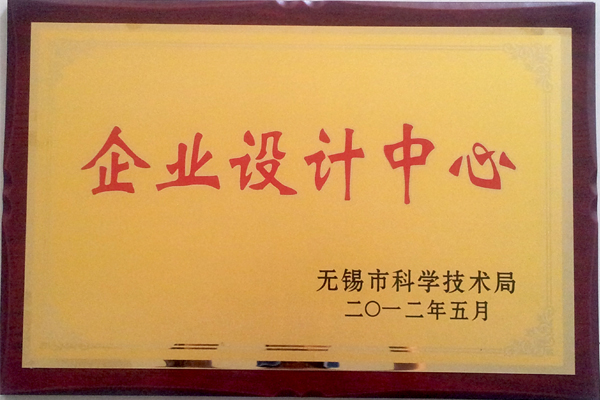 企业设计中心
无锡市科学技术局
二〇一二年五月